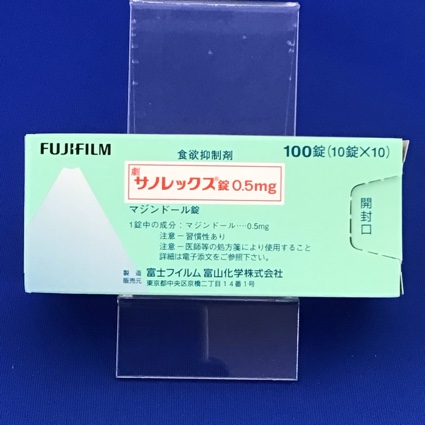 FUJIFILM
食欲抑制剤
100錠(10錠×10)
劇
サノレックス®錠0.5mg
マジンドール錠
1錠中の成分:マジンドール…0.5mg
注意-習慣性あり
注意-医師等の処方箋により使用すること
詳細は電子添文をご参照下さい。
製造販売元
富士フイルム富山化学株式会社
東京都中央区京橋二丁目14番1号
開封口